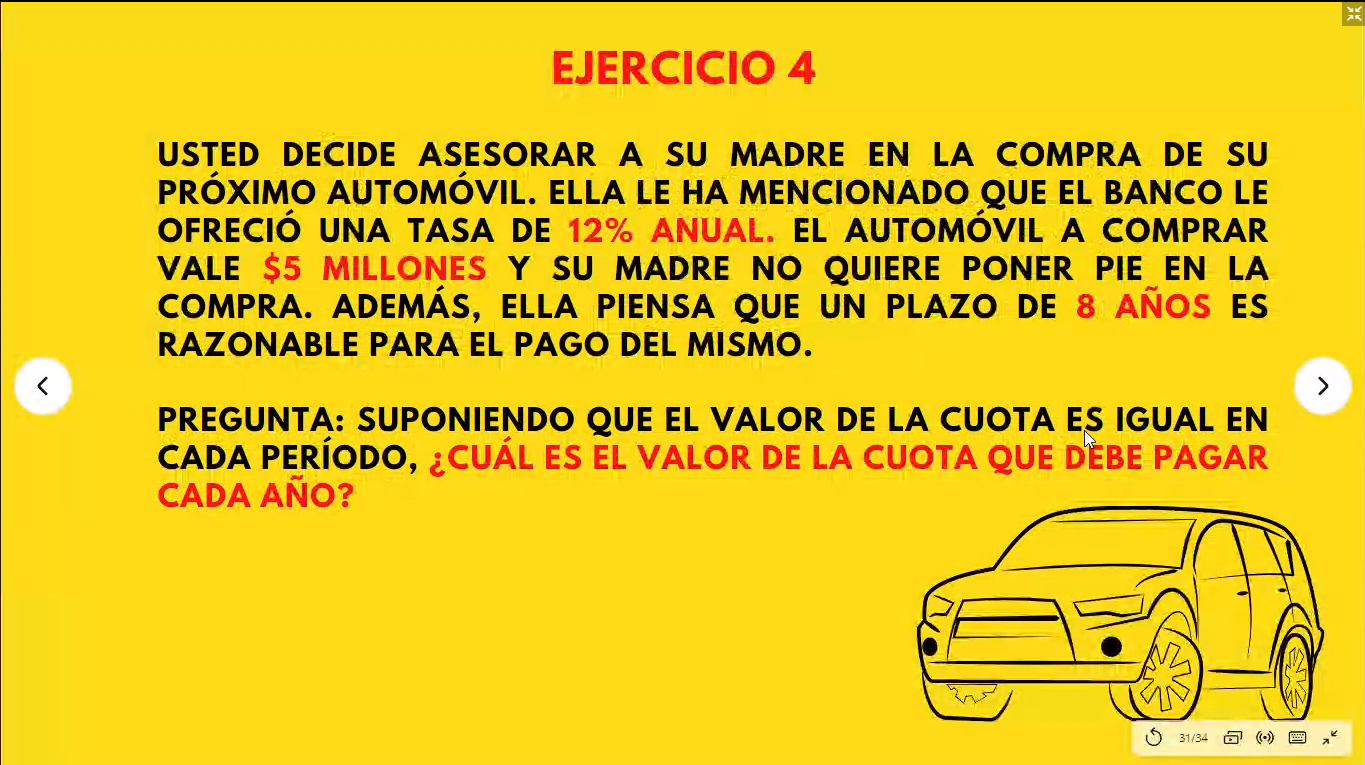 EJERCICIO 4
USTED DECIDE ASESORAR A SU MADRE EN LA COMPRA DE SU
PRÓXIMO AUTOMÓVIL. ELLA LE HA MENCIONADO QUE EL BANCO LE
OFRECIÓ UNA TASA DE 12% ANUAL. EL AUTOMÓVIL A COMPRAR
VALE $5 MILLONES Y SU MADRE NO QUIERE PONER PIE EN LA
COMPRA. ADEMÁS, ELLA PIENSA QUE UN PLAZO DE 8 AÑOS ES
RAZONABLE PARA EL PAGO DEL MISMO.
PREGUNTA: SUPONIENDO QUE EL VALOR DE LA CUOTA ES IGUAL EN
CADA PERÍODO, ¿CUÁL ES EL VALOR DE LA CUOTA QUE DEBE PAGAR
CADA AÑO?
31/34